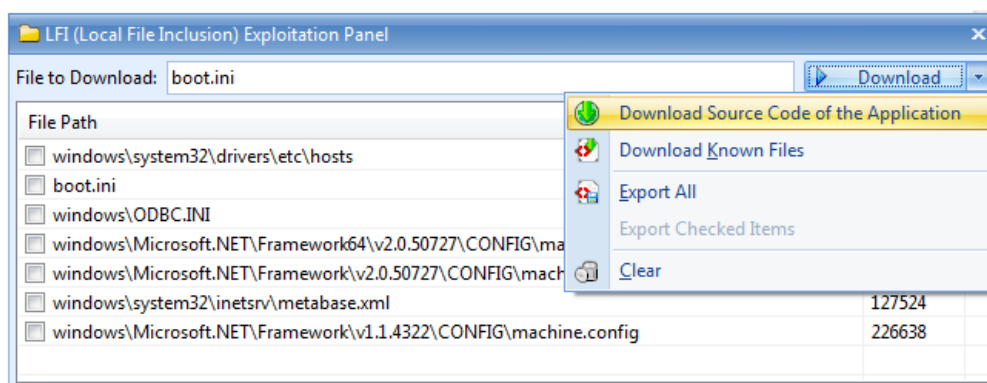 LFI (Local File Inclusion) Exploitation Panel
File to Download: boot.ini Download
Download Source Code of the Application
File Path
Download Known Files
windows\system32\drivers\etc\hosts
boot.ini
Export All
windows\ODBC.INI
Export Checked Items
windows\Microsoft.NET\Framework64\v2.0.50727\CONFIG\ma
windows\Microsoft.NET\Framework\v2.0.50727\CONFIG\mach
Clear
windows\system32\inetsrv\metabase.xml 127524
windows\Microsoft.NET\Framework\v1.1.4322\CONFIG\machine.config 226638